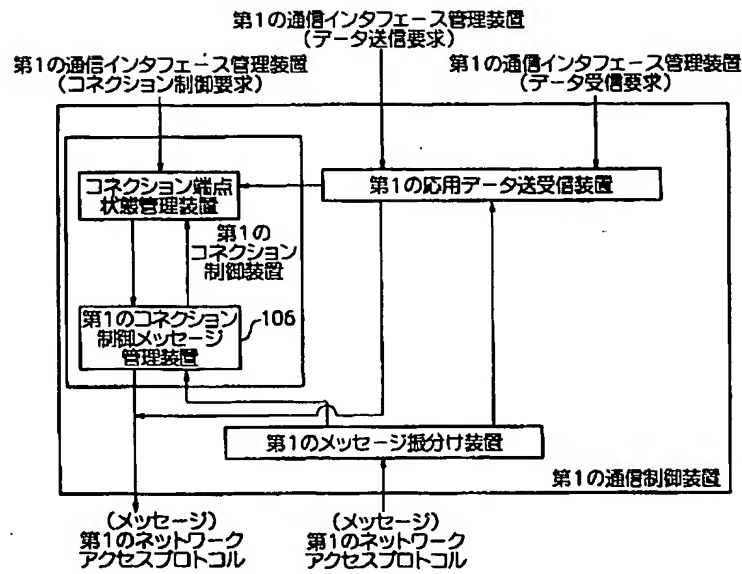 第1の通信インタフェース管理装置
(データ送信要求)
第1の通信インタフェース管理装置
(コネクション制御要求)
第1の通信インタフェース管理装置
(データ受信要求)
コネクション端点
状態管理装置
第1の応用データ送受信装置
第1の
コネクション
制御装置
第1のコネクション
制御メッセージ
管理装置
106
第1のメッセージ振分け装置
第1の通信制御装置
(メッセージ)
第1のネットワーク
アクセスプロトコル
(メッセージ)
第1のネットワーク
アクセスプロトコル